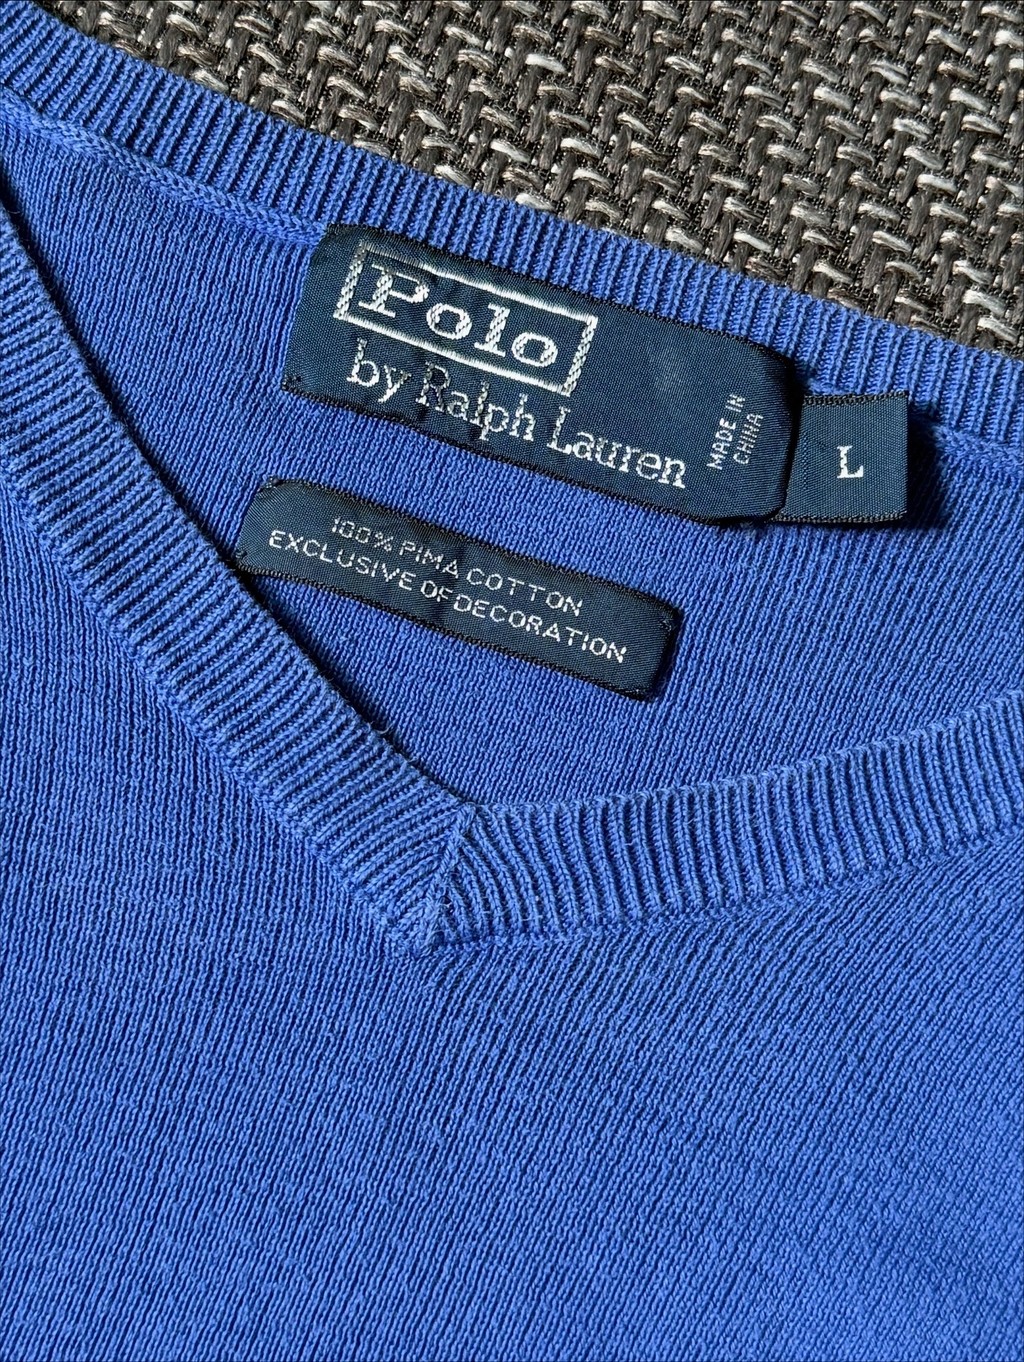 Polo
by Ralph Lauren
MADE IN
CHINA
L
100% PIMA COTTON
EXCLUSIVE OF DECORATION